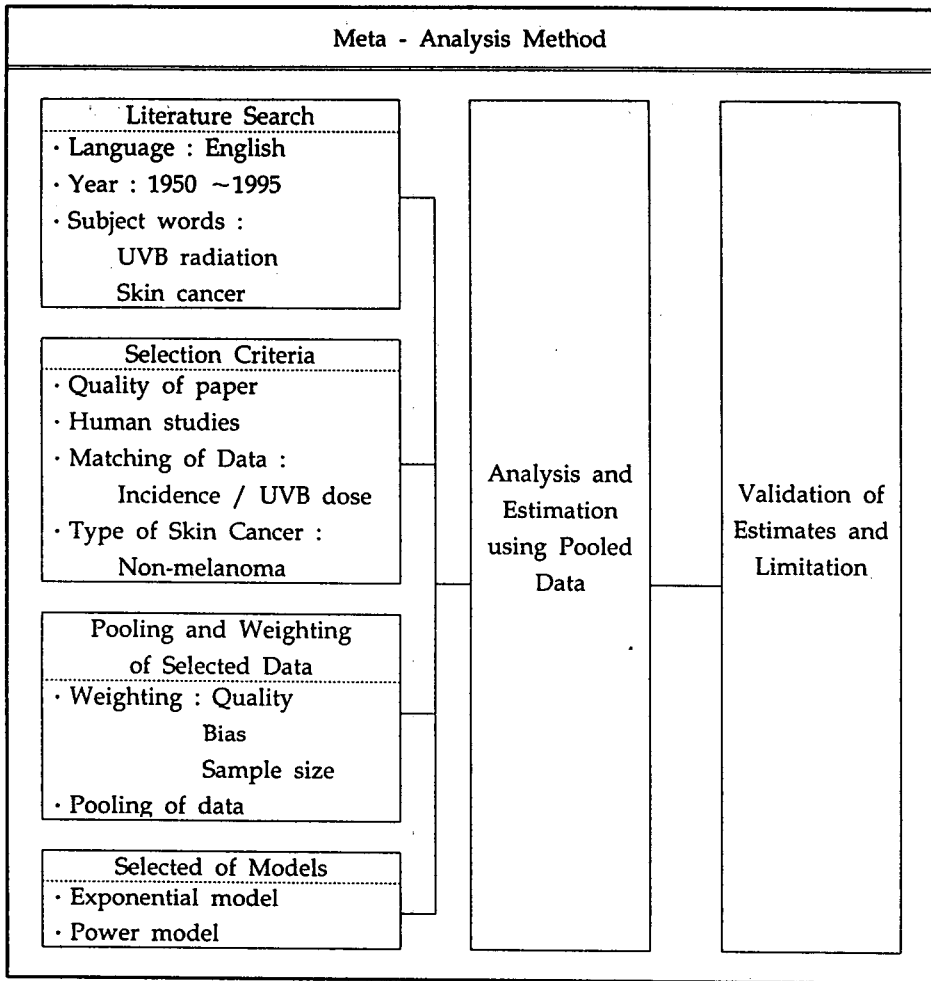 Meta - Analysis Method
Literature Search
· Language : English
· Year : 1950 ~1995
· Subject words :
UVB radiation
Skin cancer
Selection Criteria
· Quality of paper
· Human studies
· Matching of Data :
Incidence / UVB dose
· Type of Skin Cancer :
Non-melanoma
Pooling and Weighting
of Selected Data
· Weighting : Quality
Bias
Sample size
· Pooling of data
Selected of Models
· Exponential model
· Power model
Analysis and
Estimation
using Pooled
Data
Validation of
Estimates and
Limitation